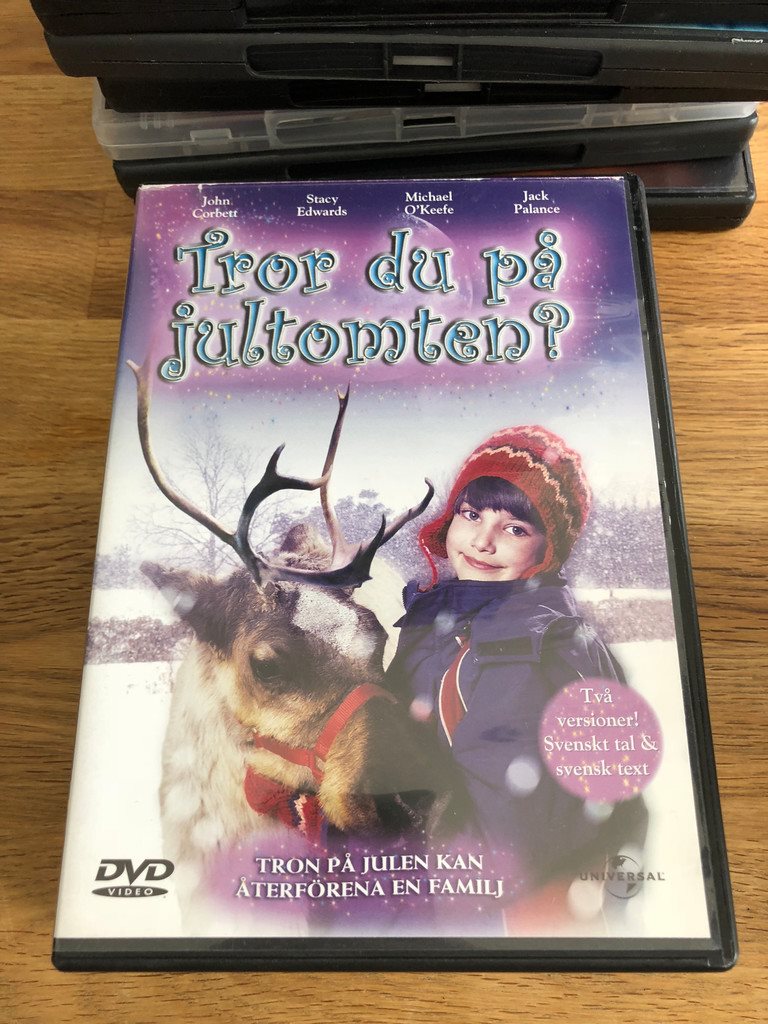 John
Corbett
Stacy
Edwards
Michael
O'Keefe
Jack
Palance
Tror du på
jultomten?
Två
versioner!
Svenskt tal &
svensk text
TRON PÅ JULEN KAN
ÅTERFÖRENA EN FAMILJ
DVD
VIDEO
UNIVERSAL